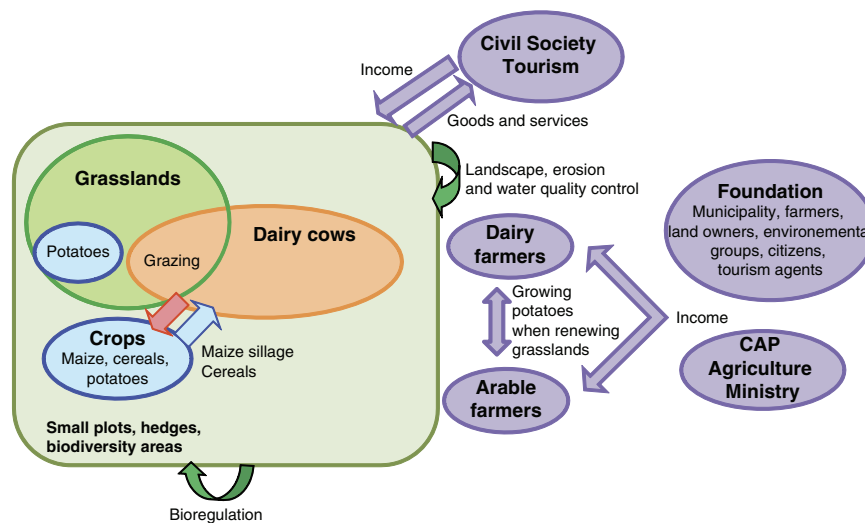 Civil Society
Tourism
Income
Goods and services
Grasslands
Landscape, erosion
and water quality control
Foundation
Municipality, farmers,
land owners, environementa
groups, citizens,
tourism agents
Potatoes
Dairy cows
Grazing
Dairy
farmers
Growing
potatoes
when renewing
grasslands
Income
Crops
Maize, cereals,
potatoes
Maize sillage
Cereals
CAP
Agriculture
Ministry
Arable
farmers
Small plots, hedges,
biodiversity areas
Bioregulation